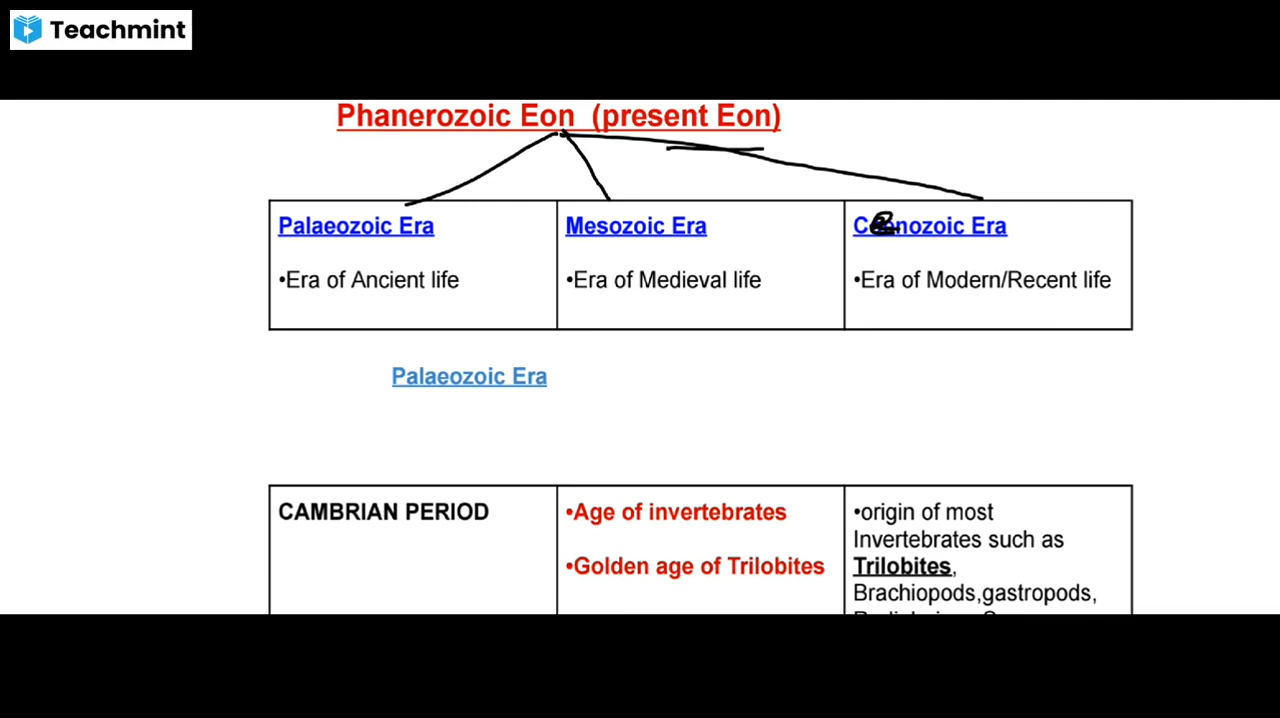 Teachmint
Phanerozoic Eon (present Eon)
Palaeozoic Era
•Era of Ancient life
Mesozoic Era
•Era of Medieval life
Era
•Era of Modern/Recent life
Palaeozoic Era
CAMBRIAN PERIOD
•Age of invertebrates
•Golden age of Trilobites
•origin of most
Invertebrates such as
Trilobites,
Brachiopods,gastropods,